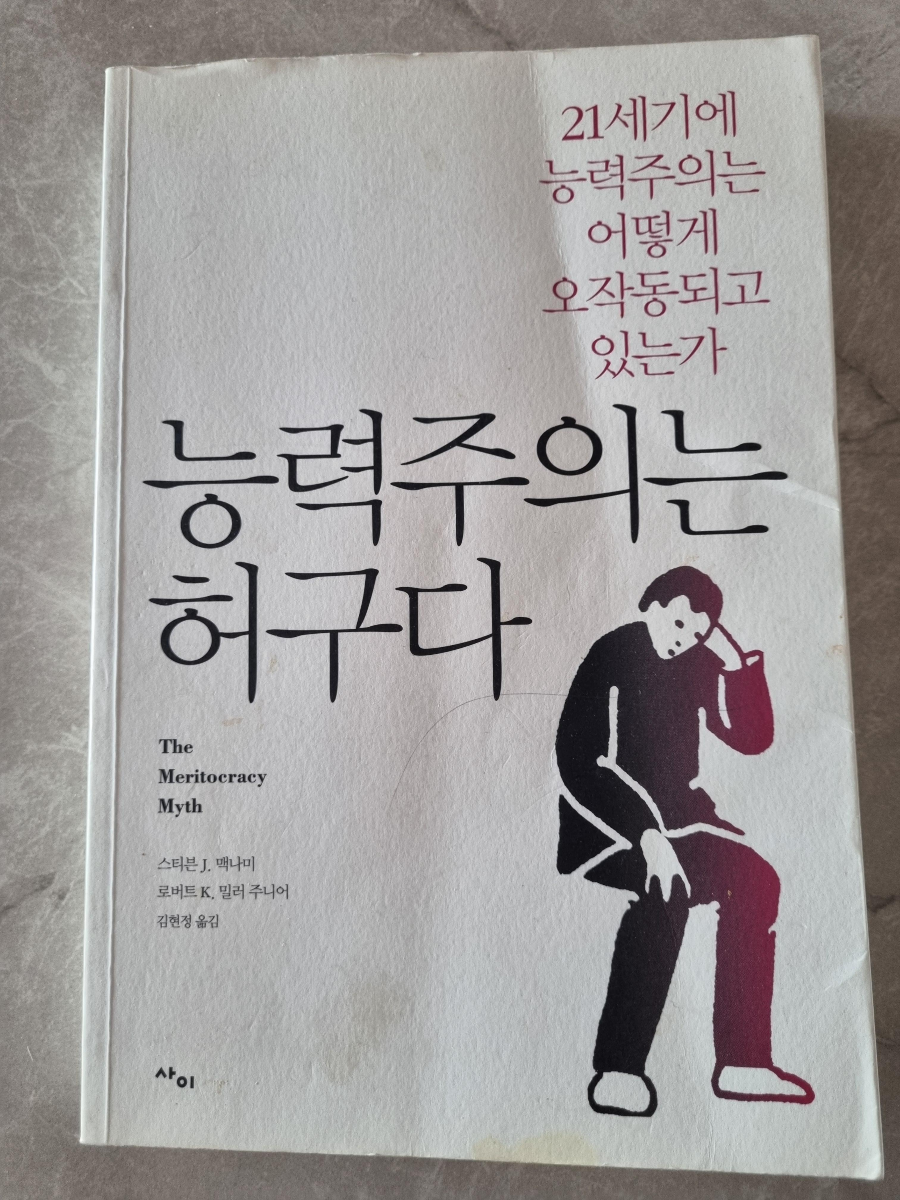 21세기에
능력주의는
어떻게
오작동되고
있는가
능력주의는
허구다
The
Meritocracy
Myth
스티븐 J. 맥나미
로버트 K. 밀러 주니어
김현정 옮김
사이